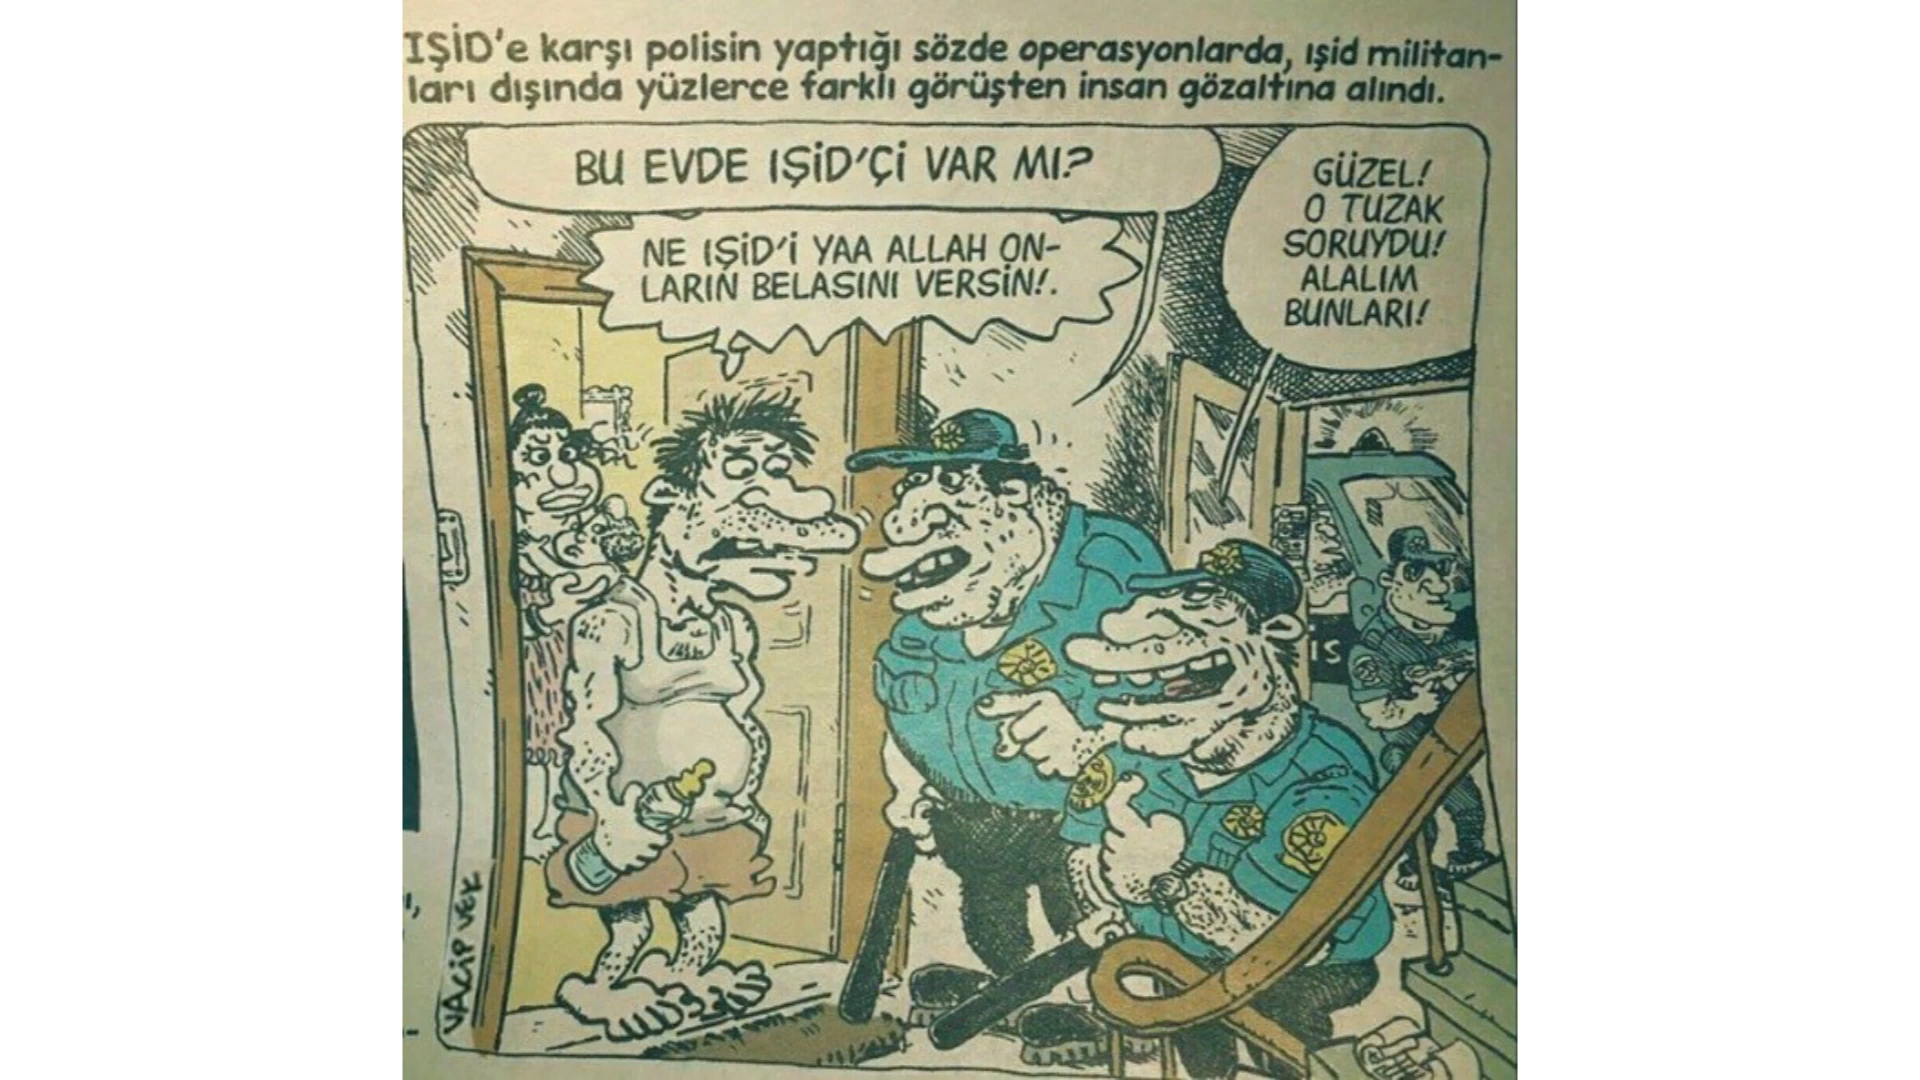 IŞİD'e karşı polisin yaptığı sözde operasyonlarda, ışid militan-
ları dışında yüzlerce farklı görüşten insan gözaltına alındı.
BU EVDE IŞİD'Çİ VAR MI?
NE IŞİD'İ YAA ALLAH ON-
LARIN BELASINI VERSİN!.
GÜZEL!
O TUZAK
SORUYDU!
ALALIM
BUNLARI!
IS
VACİP VEK